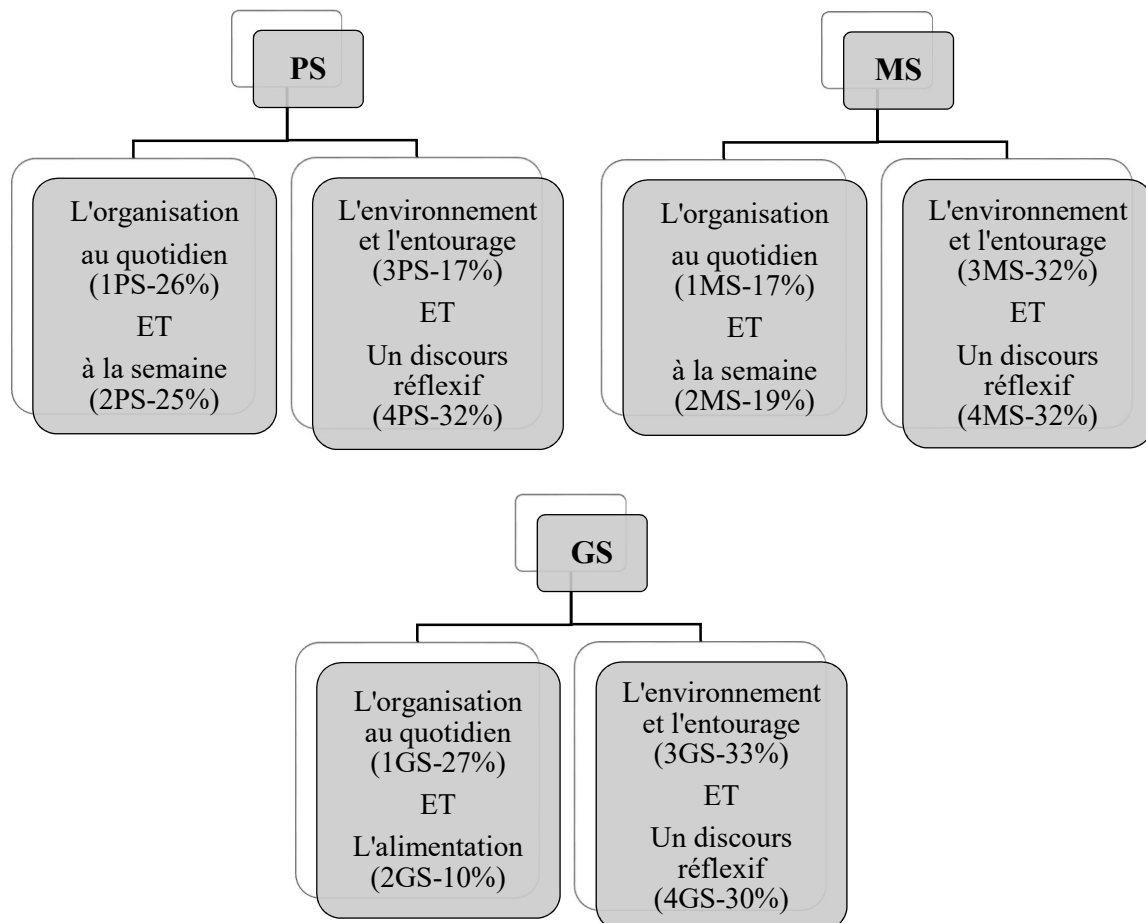 PS
L'organisation
au quotidien
(1PS-26%)
ET
à la semaine
(2PS-25%)
L'environnement
et l'entourage
(3PS-17%)
ET
Un discours
réflexif
(4PS-32%)
MS
L'organisation
au quotidien
(1MS-17%)
ET
à la semaine
(2MS-19%)
L'environnement
et l'entourage
(3MS-32%)
ET
Un discours
réflexif
(4MS-32%)
GS
L'organisation
au quotidien
(1GS-27%)
ET
L'alimentation
(2GS-10%)
L'environnement
et l'entourage
(3GS-33%)
ET
Un discours
réflexif
(4GS-30%)